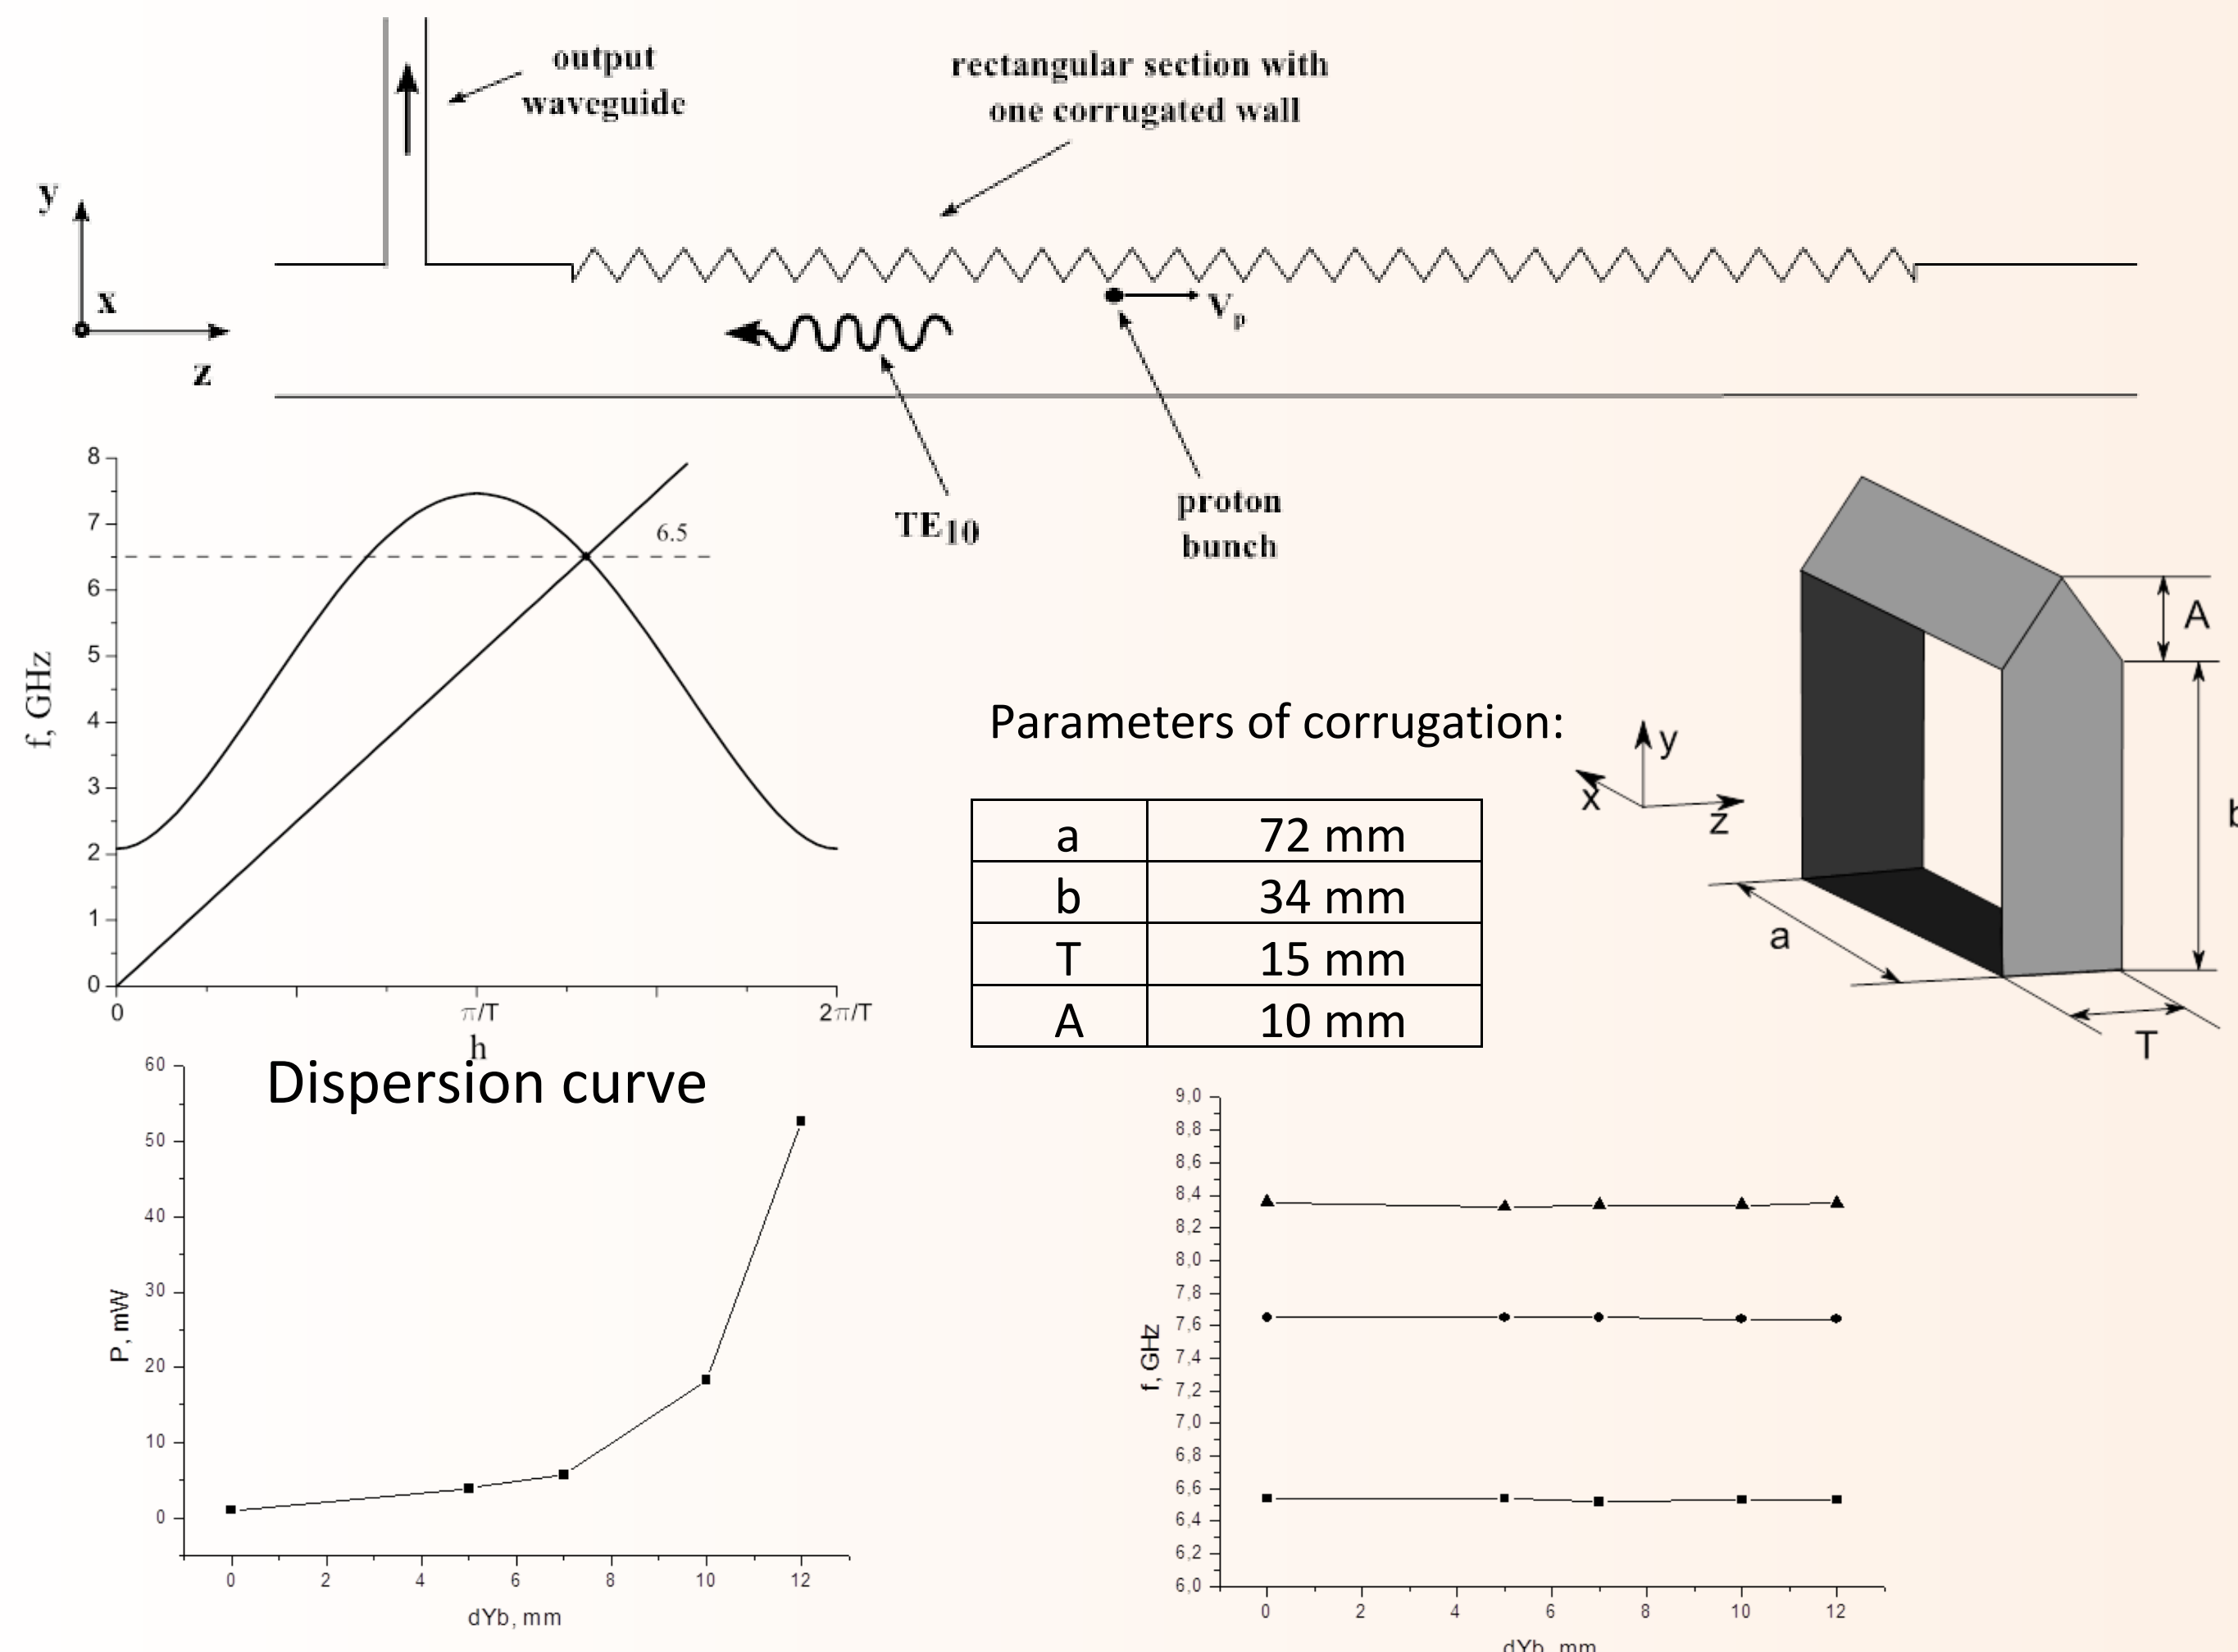 output
waveguide
rectangular section with
one corrugated wall
y
x
z
V_p
TE10
proton
bunch
8
7
6
5
4
3
2
1
0
f, GHz
6.5
0
π/T
2π/T
h
Dispersion curve
Parameters of corrugation:
a 72 mm
b 34 mm
T 15 mm
A 10 mm
y
x
z
A
b
a
T
60
50
40
30
20
10
0
P, mW
0 2 4 6 8 10 12
dYb, mm
9,0
8,8
8,6
8,4
8,2
8,0
7,8
7,6
7,4
7,2
7,0
6,8
6,6
6,4
6,2
6,0
f, GHz
0 2 4 6 8 10 12
dYb, mm